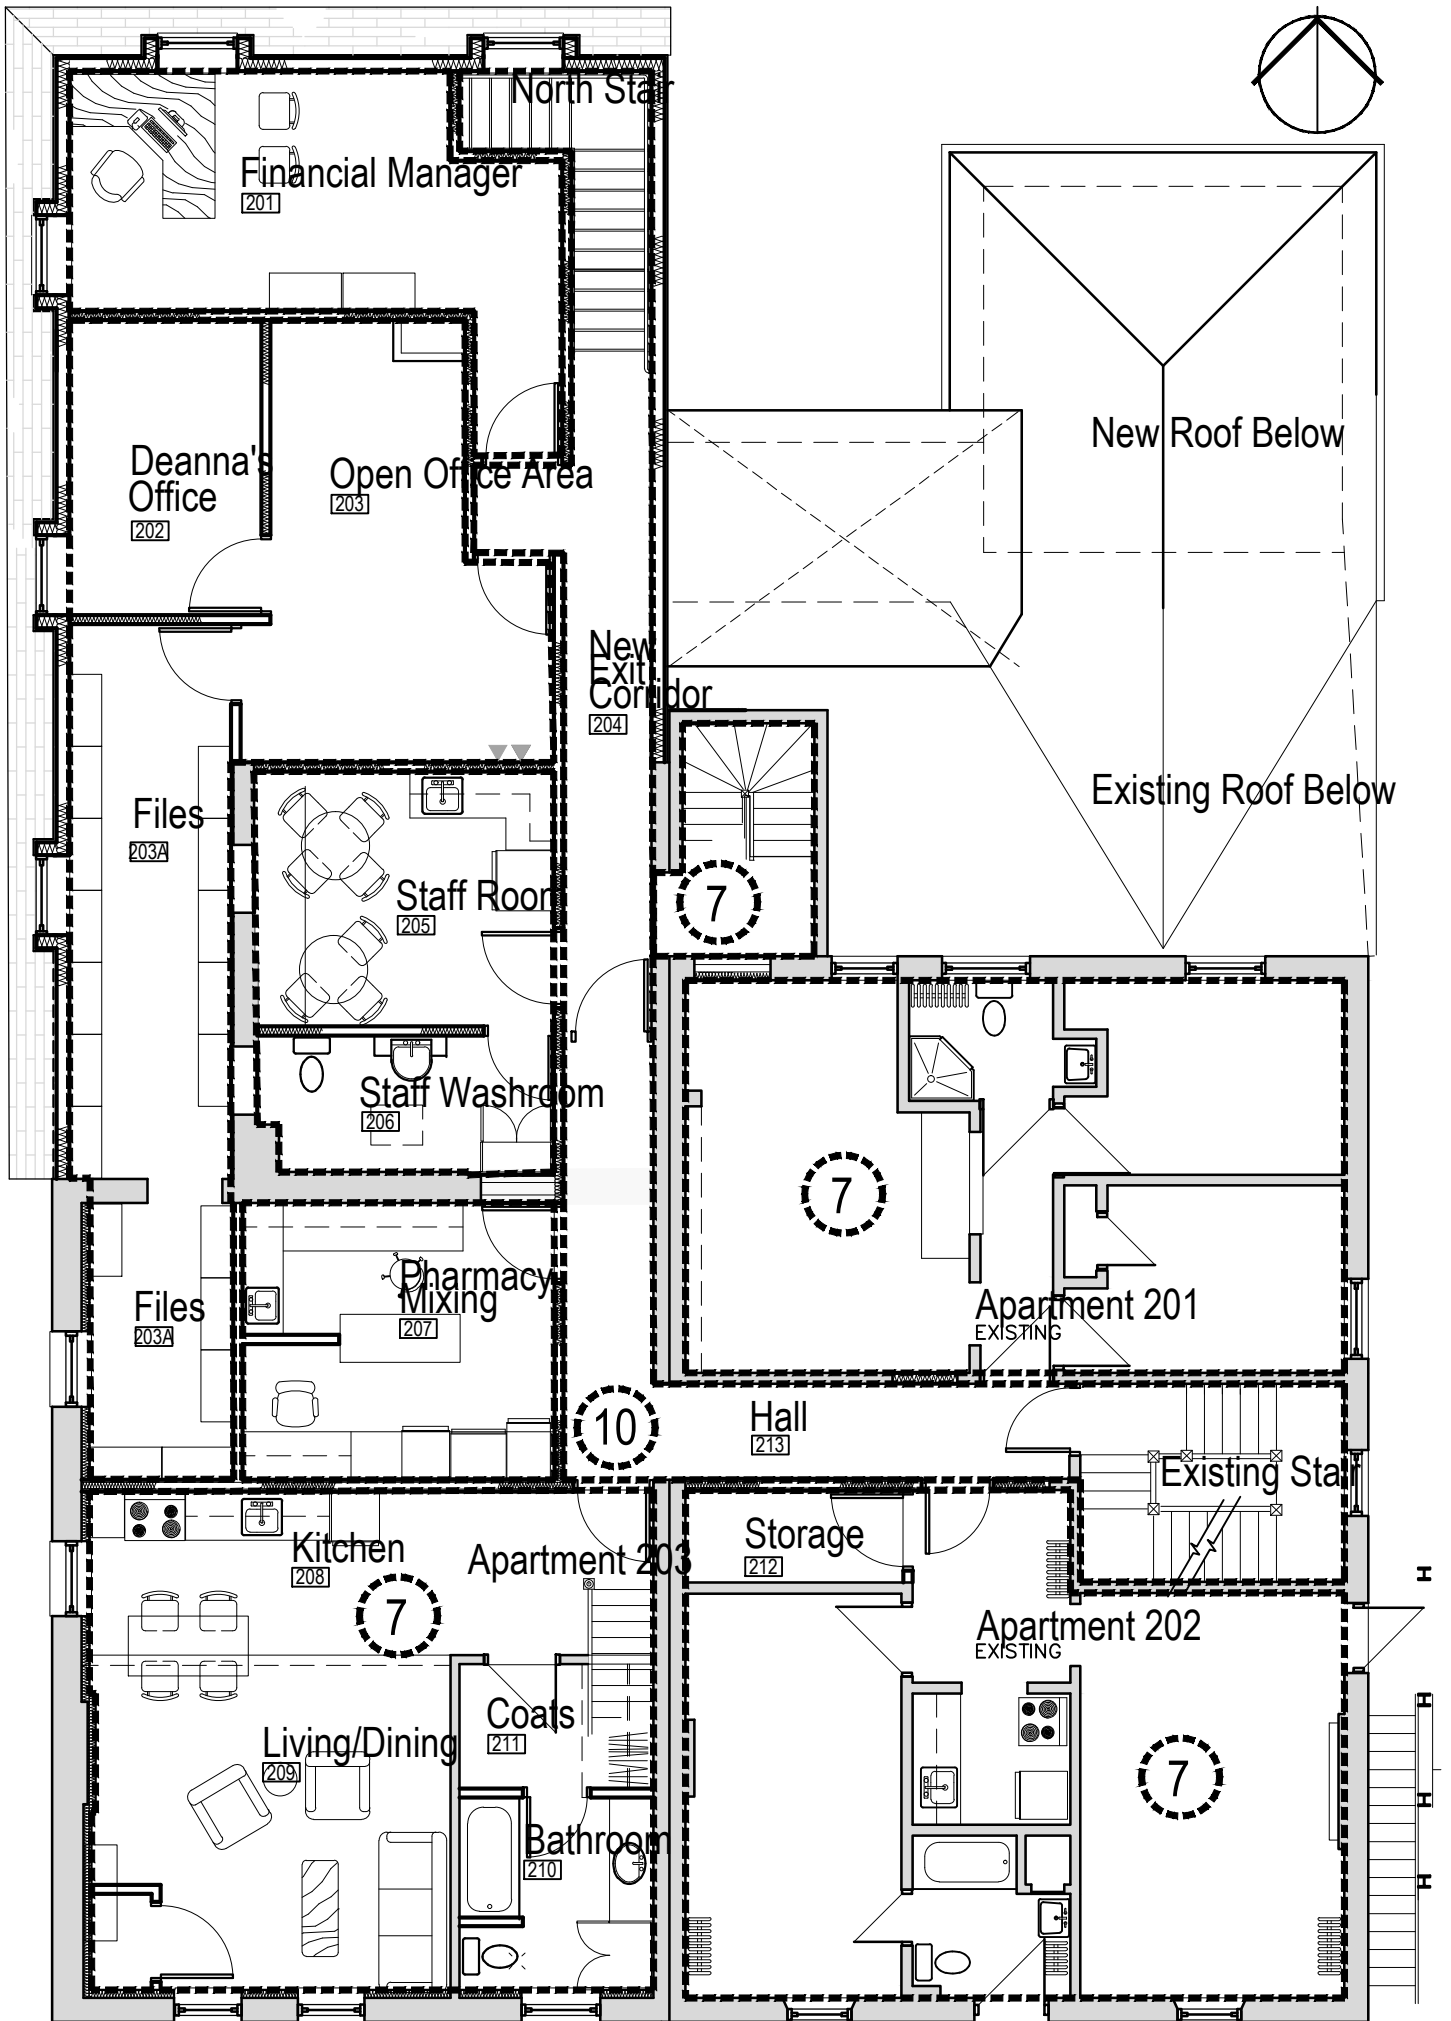 North Stair
Financial Manager
201
New Roof Below
Deanna's
Office
202
Open Office Area
203
New
Exit
Corridor
204
Existing Roof Below
Files
203A
Staff Room
205
7
Staff Washroom
206
7
Pharmacy
Mixing
207
Files
203A
Apartment 201
EXISTING
10
Hall
213
Existing Stair
Kitchen
208
Apartment 203
Storage
212
7
Apartment 202
EXISTING
Coats
211
Living/Dining
209
7
Bathroom
210
H
H
H
H